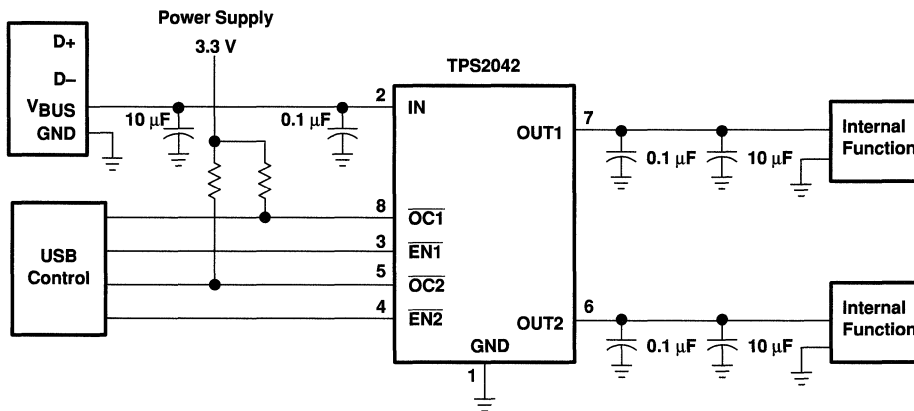 Power Supply
3.3 V
D+
D–
VBUS
GND
10 µF
0.1 µF
TPS2042
2
IN
7
OUT1
0.1 µF
10 µF
Internal
Function
USB
Control
8
OC1
3
EN1
5
OC2
4
EN2
6
OUT2
GND
1
0.1 µF
10 µF
Internal
Function